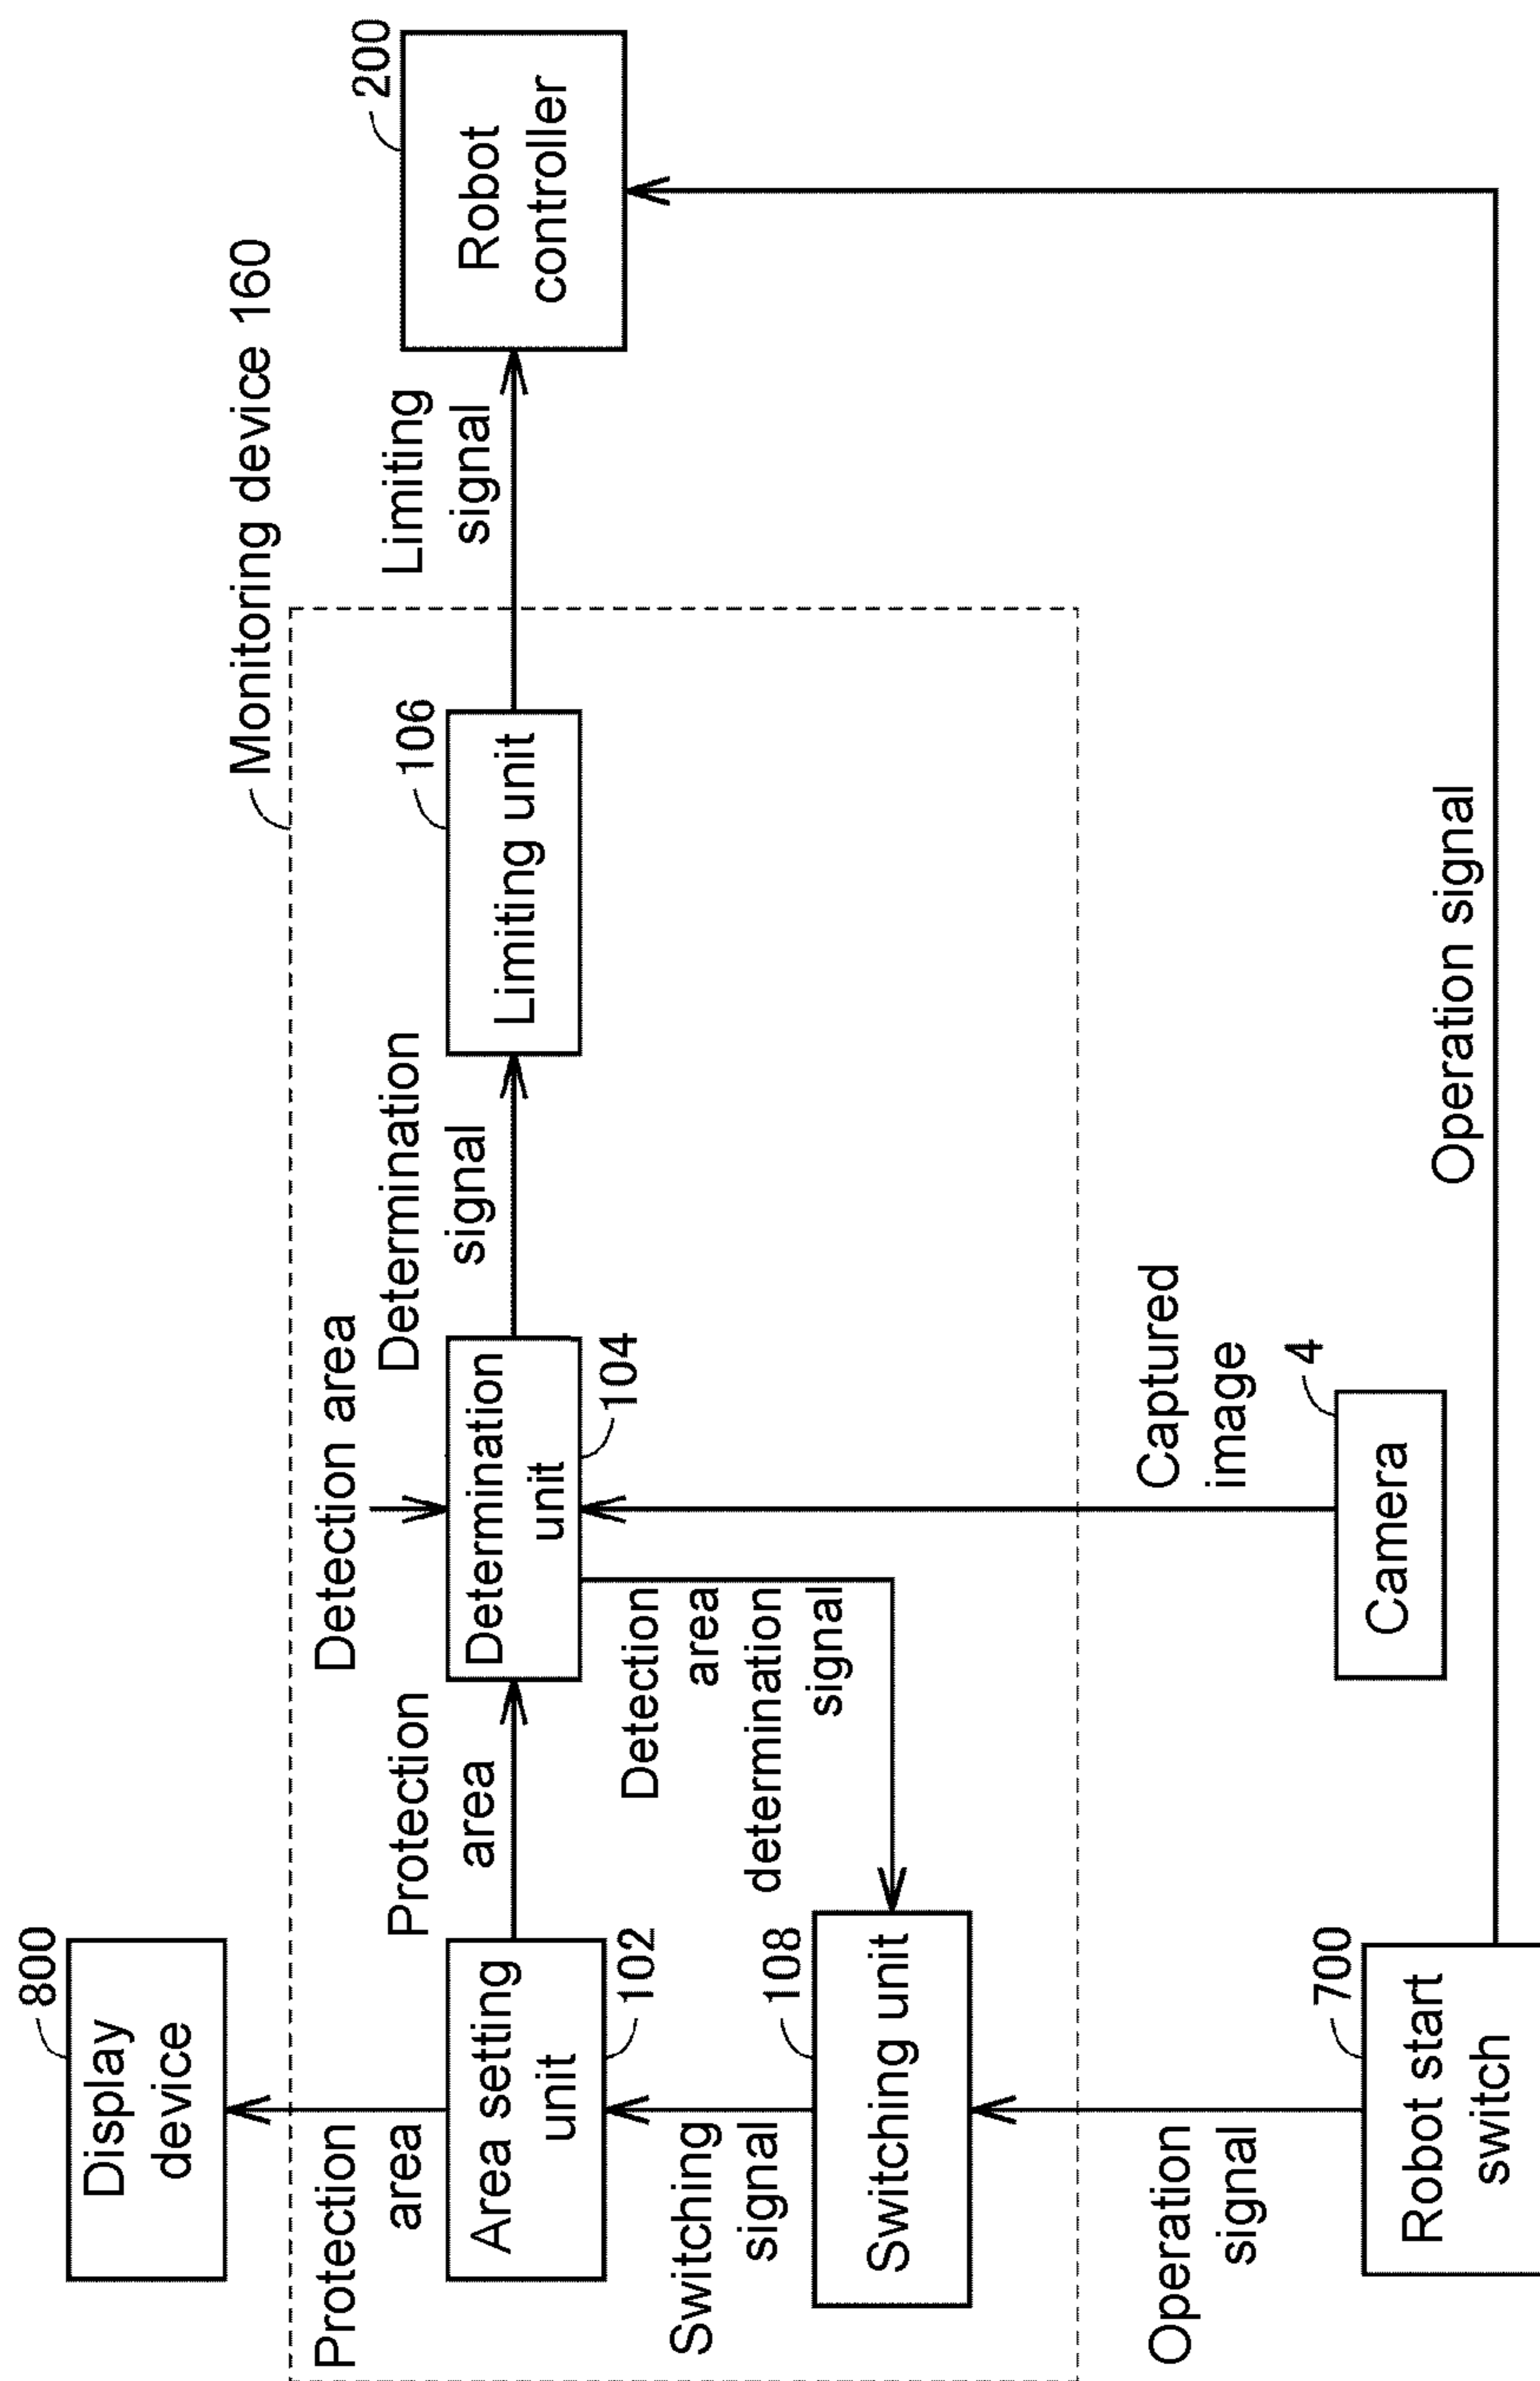 Display
device
800
Monitoring device 160
Protection
area
Detection area
Area setting
unit
102
Protection
area
Determination
unit
104
Determination
signal
Limiting unit
106
Limiting
signal
Robot
controller
200
Switching
signal
Detection
area
determination
signal
Switching unit
108
Operation
signal
Captured
image
Camera
4
Robot start
switch
700
Operation signal